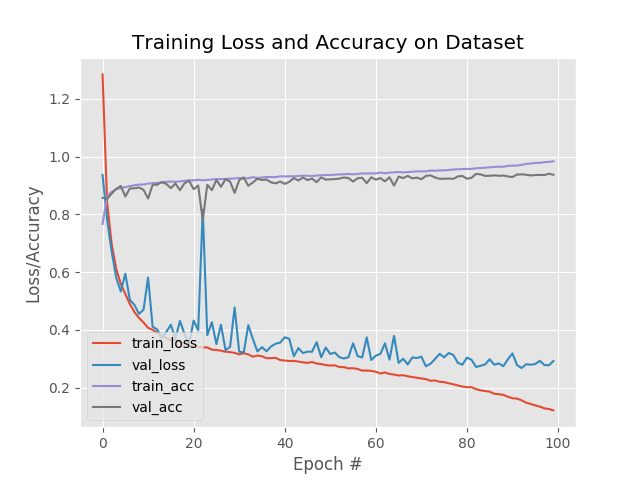 Training Loss and Accuracy on Dataset
Loss/Accuracy
1.2
1.0
0.8
0.6
0.4
0.2
train_loss
val_loss
train_acc
val_acc
0 20 40 60 80 100
Epoch #